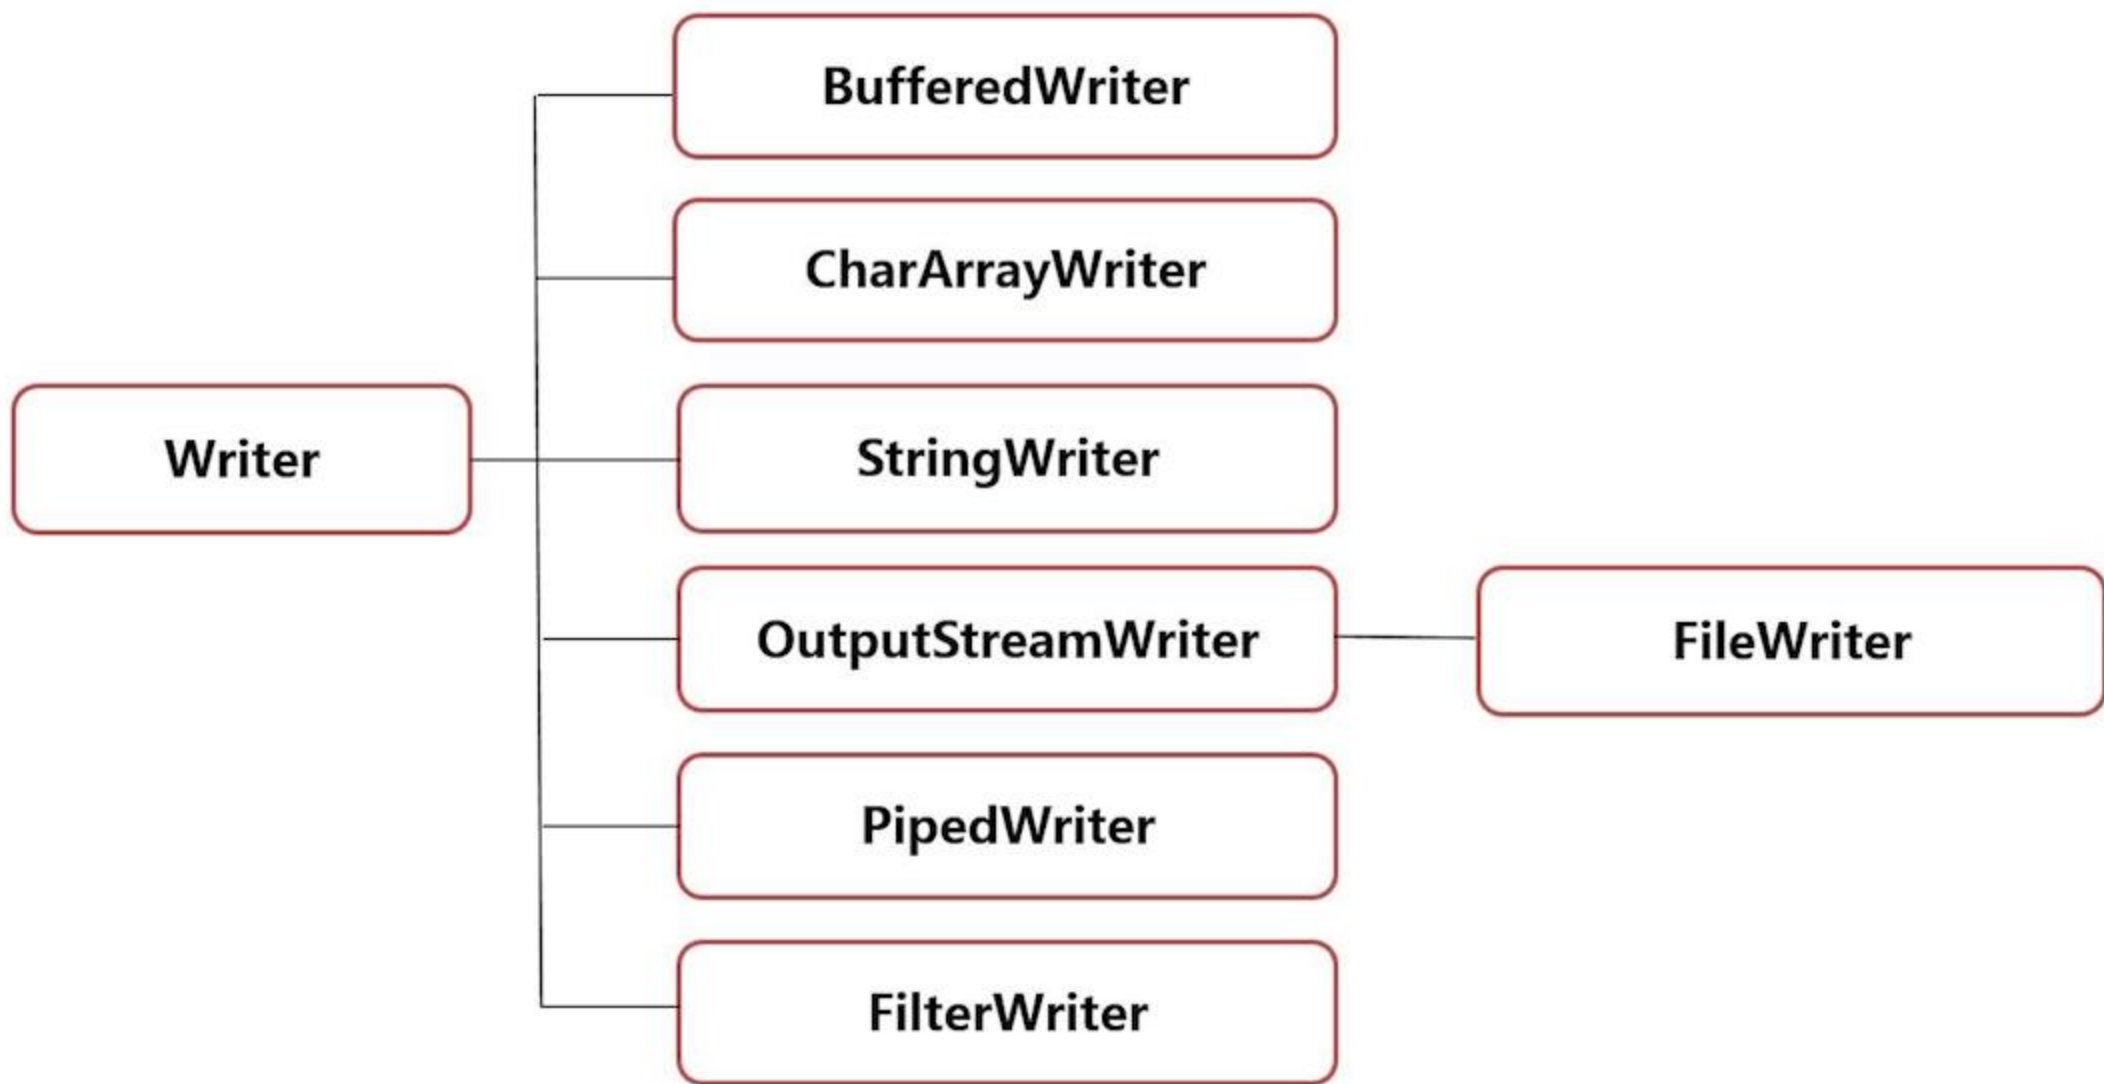 BufferedWriter
CharArrayWriter
Writer
StringWriter
OutputStreamWriter
FileWriter
PipedWriter
FilterWriter